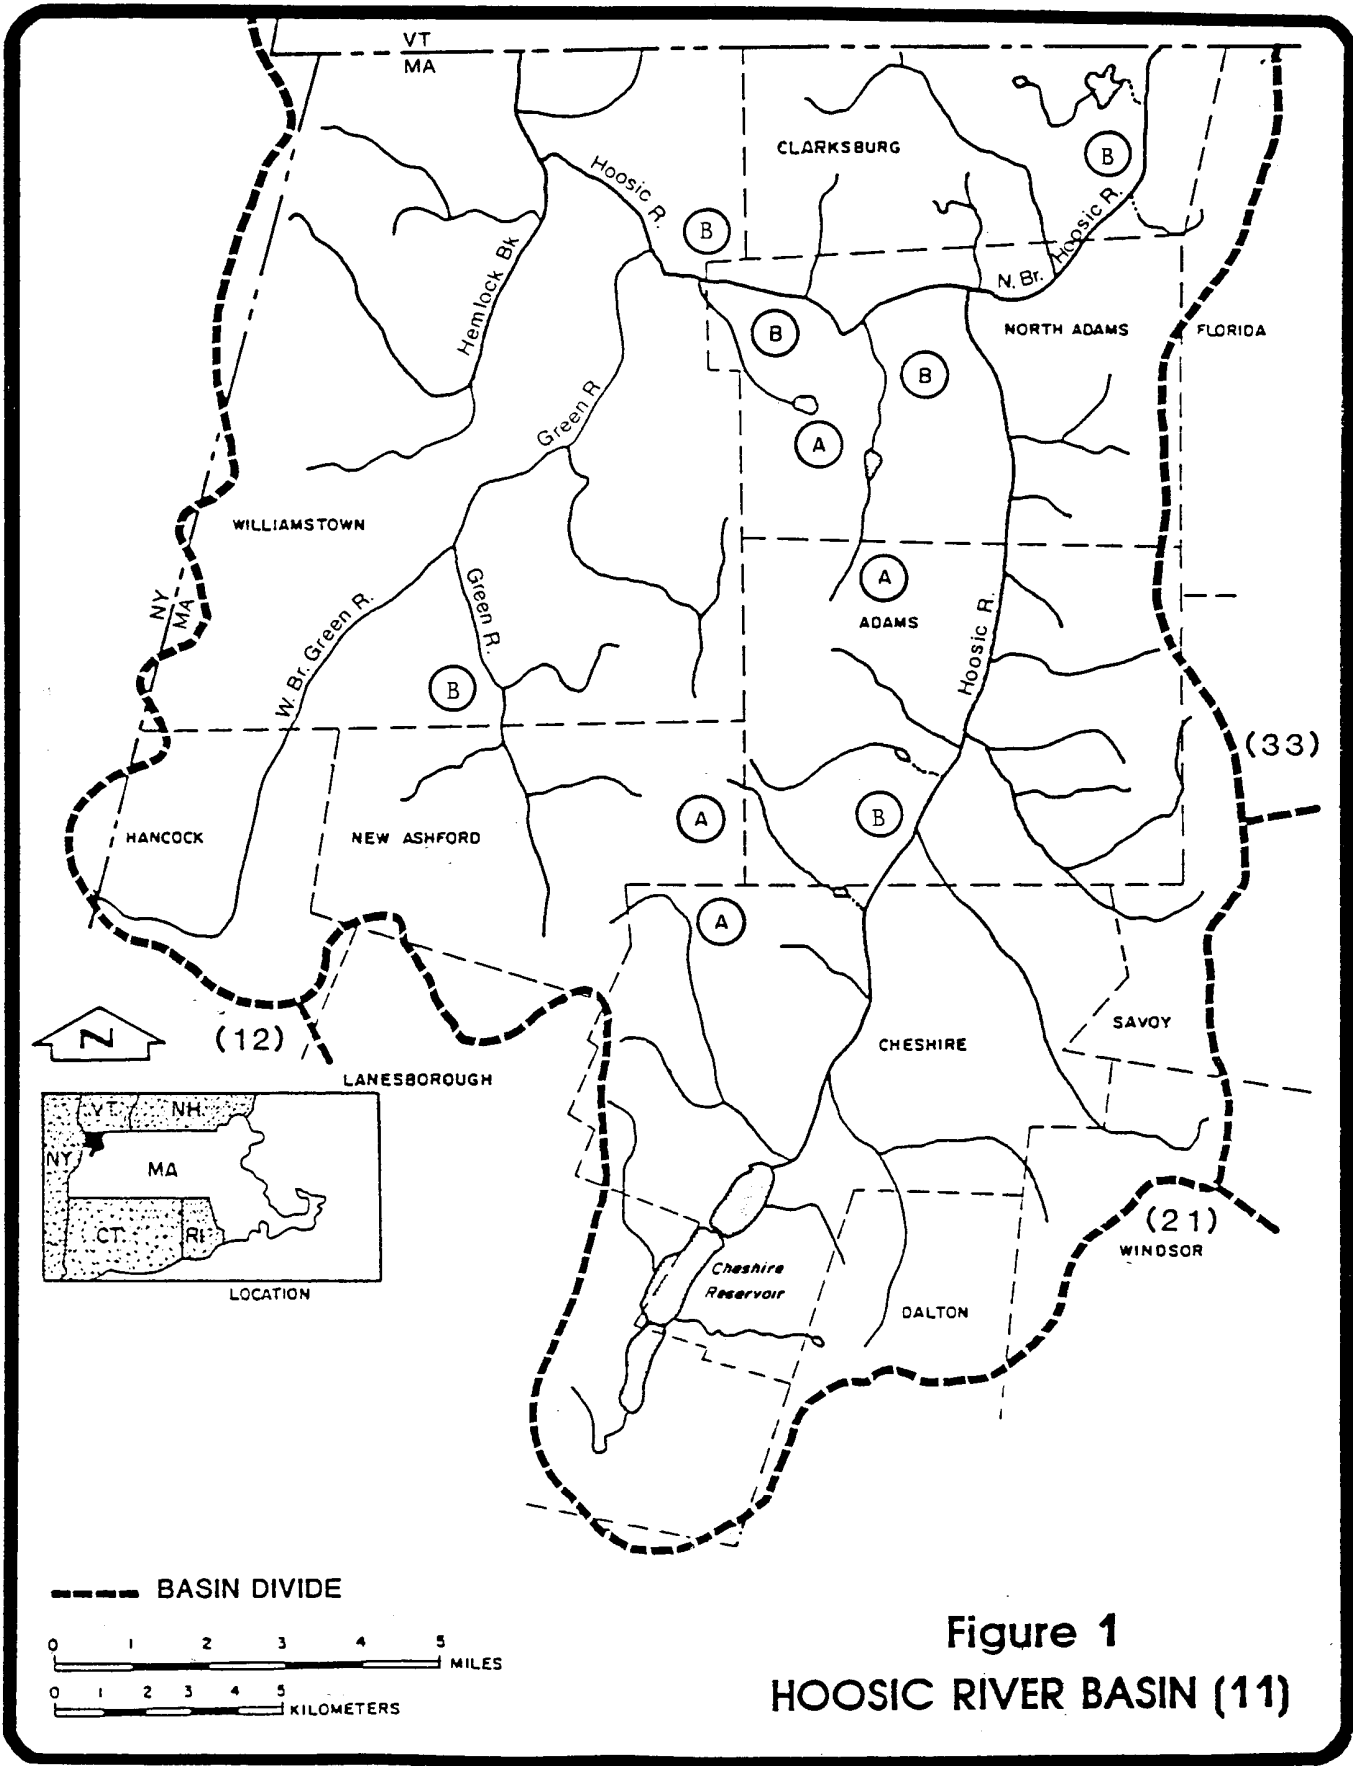 VT
MA
CLARKSBURG
B
Hoosic R.
B
Hoosic R.
N. Br.
Hemlock Bk
B
NORTH ADAMS
FLORIDA
B
Green R
A
WILLIAMSTOWN
NY
MA
A
ADAMS
Green R.
W. Br. Green R.
Hoosic R.
B
(33)
A
B
HANCOCK
NEW ASHFORD
A
N
(12)
SAVOY
CHESHIRE
LANESBOROUGH
VT.
NH.
NY
MA
CT.
RI
LOCATION
(21)
WINDSOR
Cheshire
Reservoir
DALTON
BASIN DIVIDE
0 1 2 3 4 5
MILES
0 1 2 3 4 5
KILOMETERS
Figure 1
HOOSIC RIVER BASIN (11)